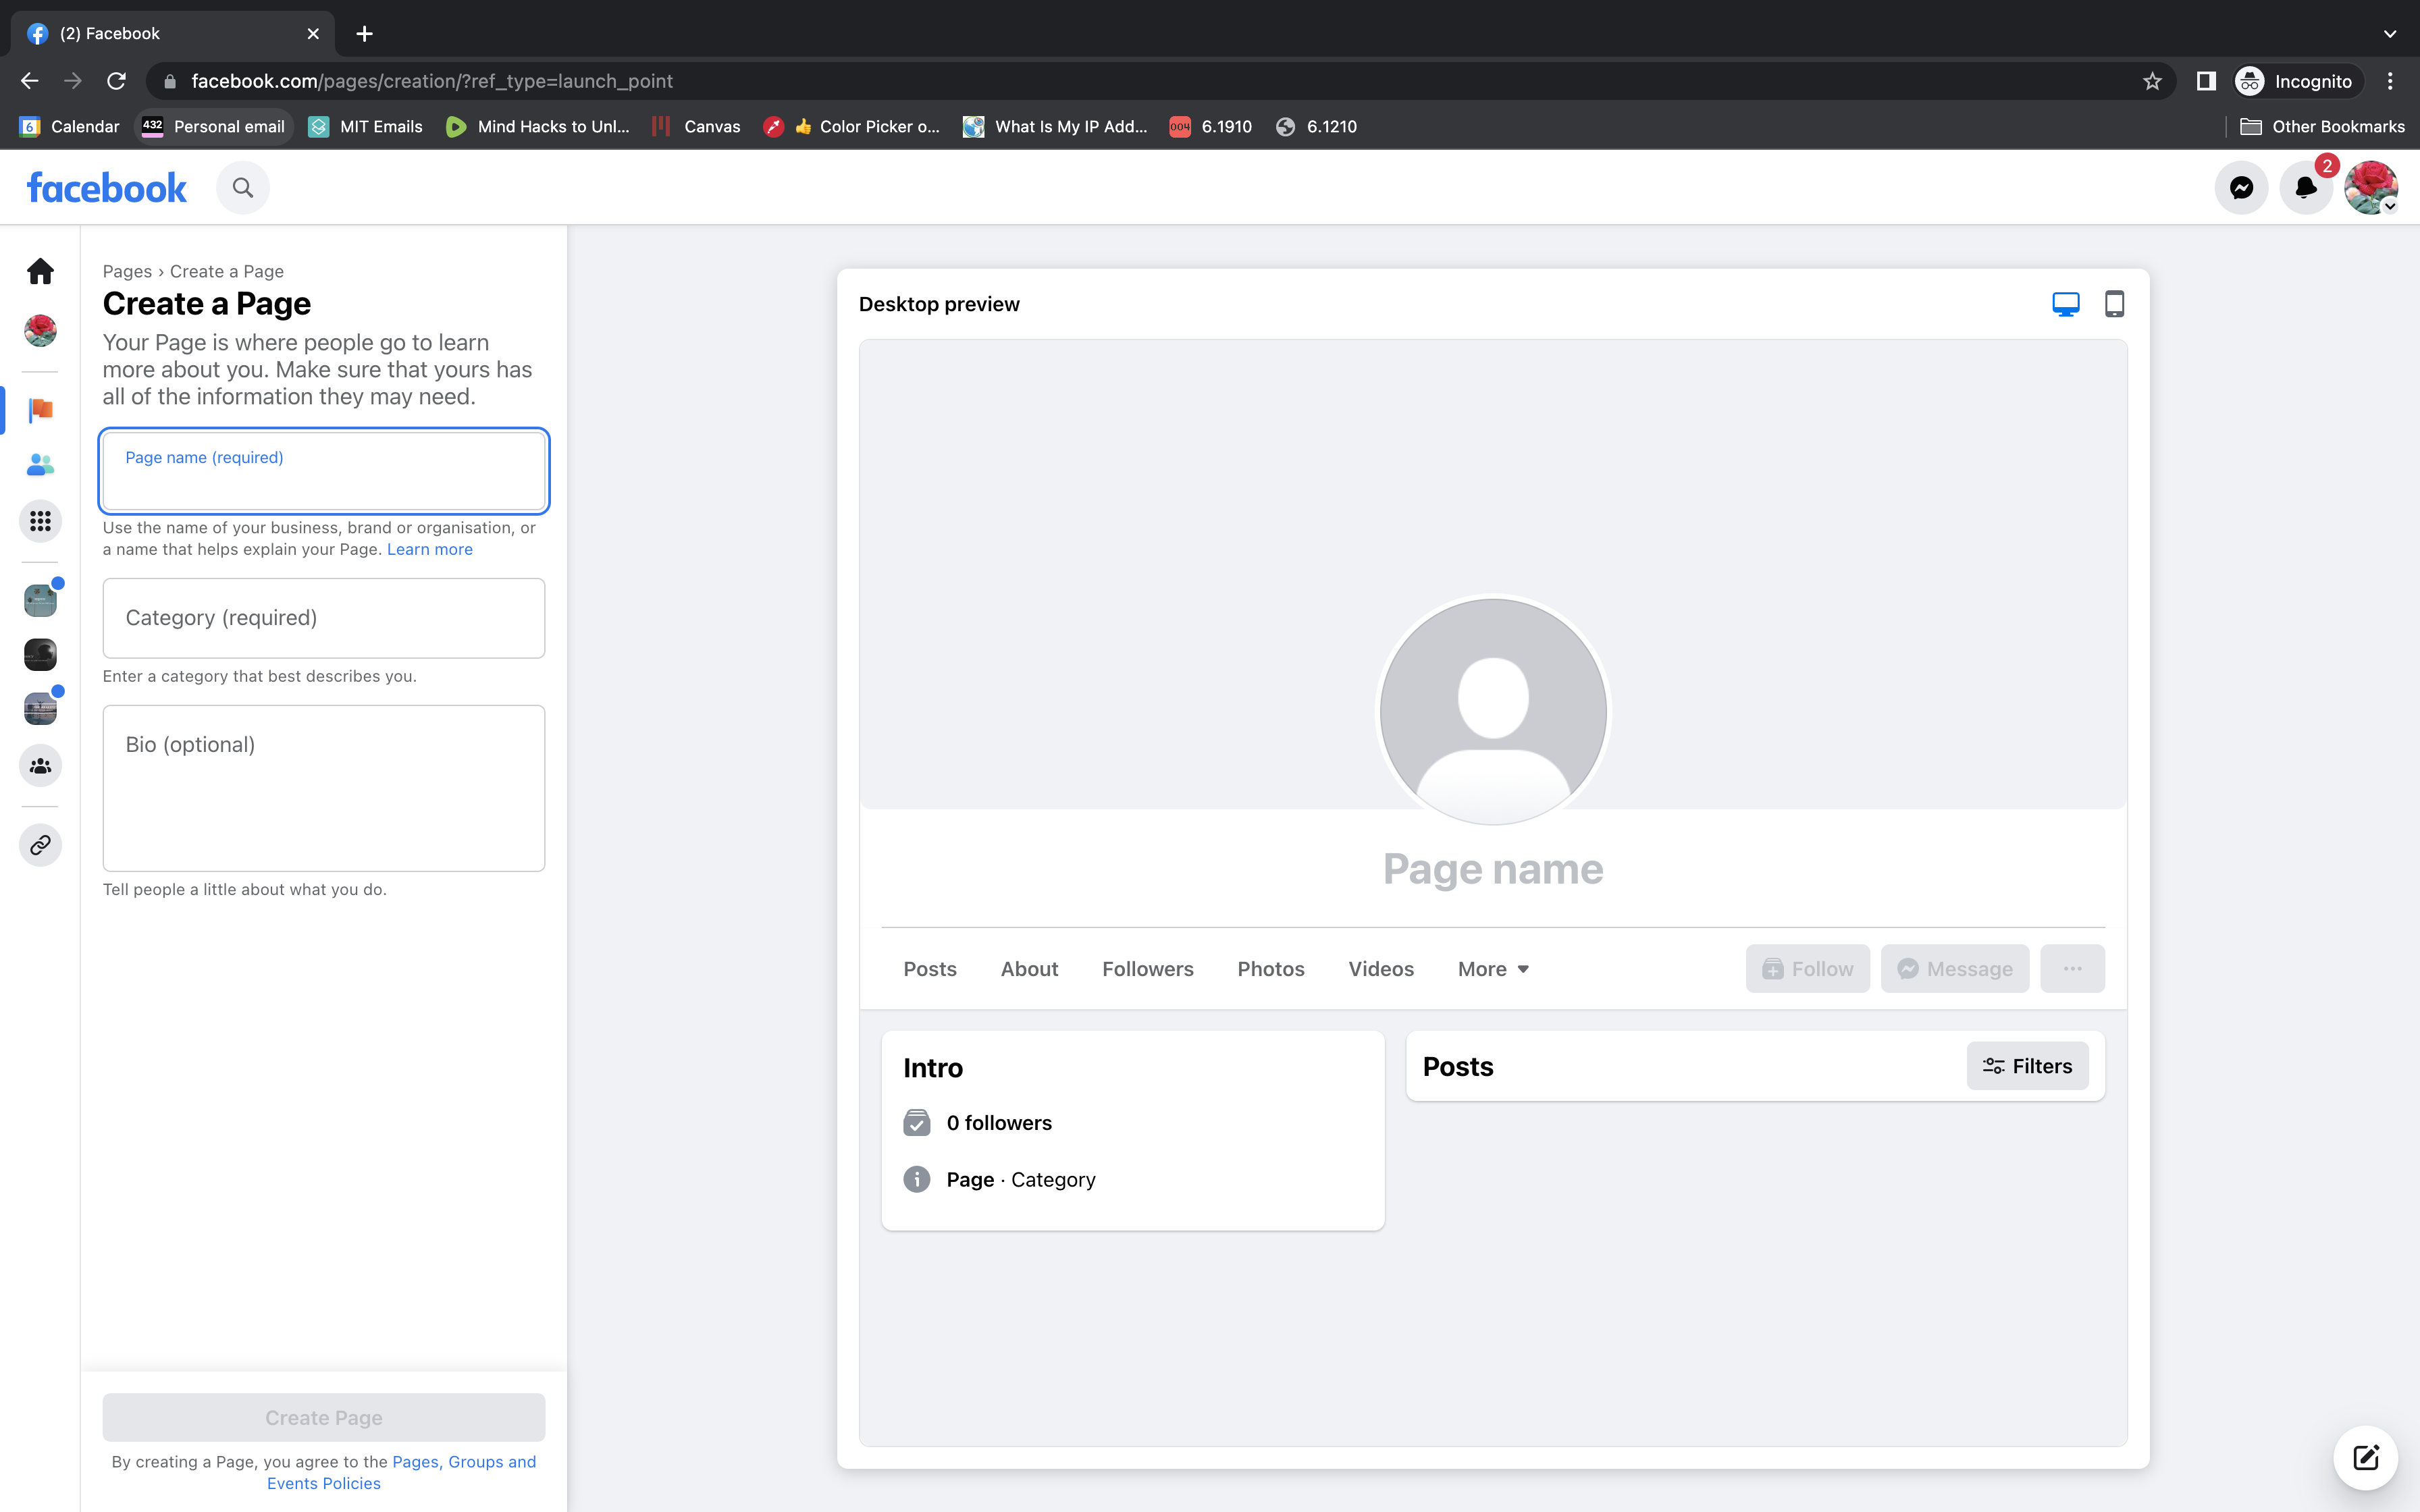 (2) Facebook
facebook.com/pages/creation/?ref_type=launch_point
Incognito
6 Calendar
432 Personal email
MIT Emails
Mind Hacks to Unl...
Canvas
👍 Color Picker o...
What Is My IP Add...
004 6.1910
6.1210
Other Bookmarks
facebook
2
Pages › Create a Page
Create a Page
Your Page is where people go to learn
more about you. Make sure that yours has
all of the information they may need.
Page name (required)
Use the name of your business, brand or organisation, or
a name that helps explain your Page. Learn more
Category (required)
Enter a category that best describes you.
Bio (optional)
Tell people a little about what you do.
Create Page
By creating a Page, you agree to the Pages, Groups and
Events Policies
Desktop preview
Page name
Posts
About
Followers
Photos
Videos
More
Follow
Message
Intro
0 followers
Page · Category
Posts
Filters